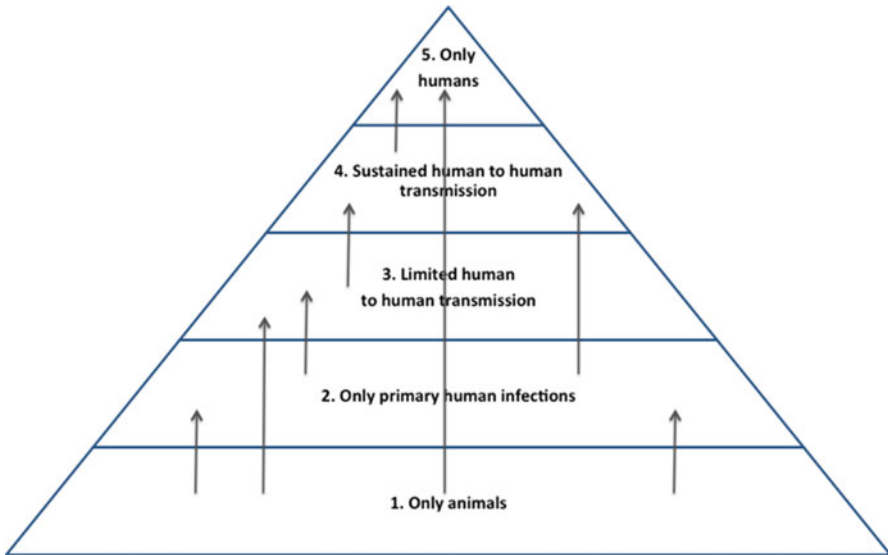 5. Only
humans
4. Sustained human to human
transmission
3. Limited human
to human transmission
2. Only primary human infections
1. Only animals